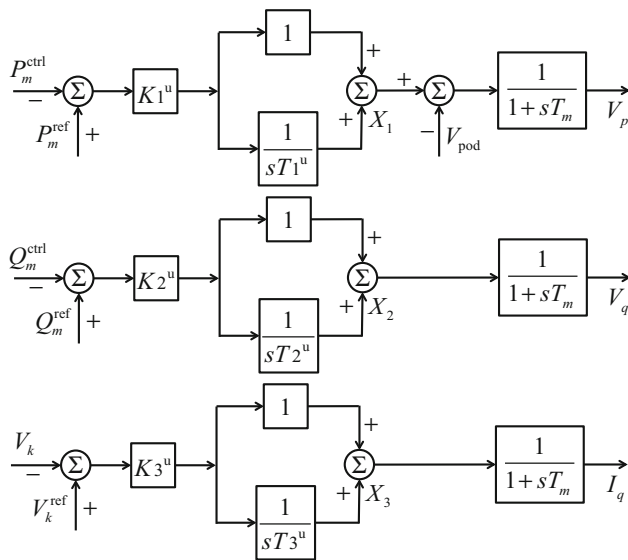 P_m^ctrl − Σ K1^u 1 + + Σ X_1 + Σ 1/(1+sT_m) V_p
P_m^ref + 1/(sT1^u) − V_pod
Q_m^ctrl − Σ K2^u 1 + + Σ X_2 1/(1+sT_m) V_q
Q_m^ref + 1/(sT2^u)
V_k − Σ K3^u 1 + + Σ X_3 1/(1+sT_m) I_q
V_k^ref + 1/(sT3^u)